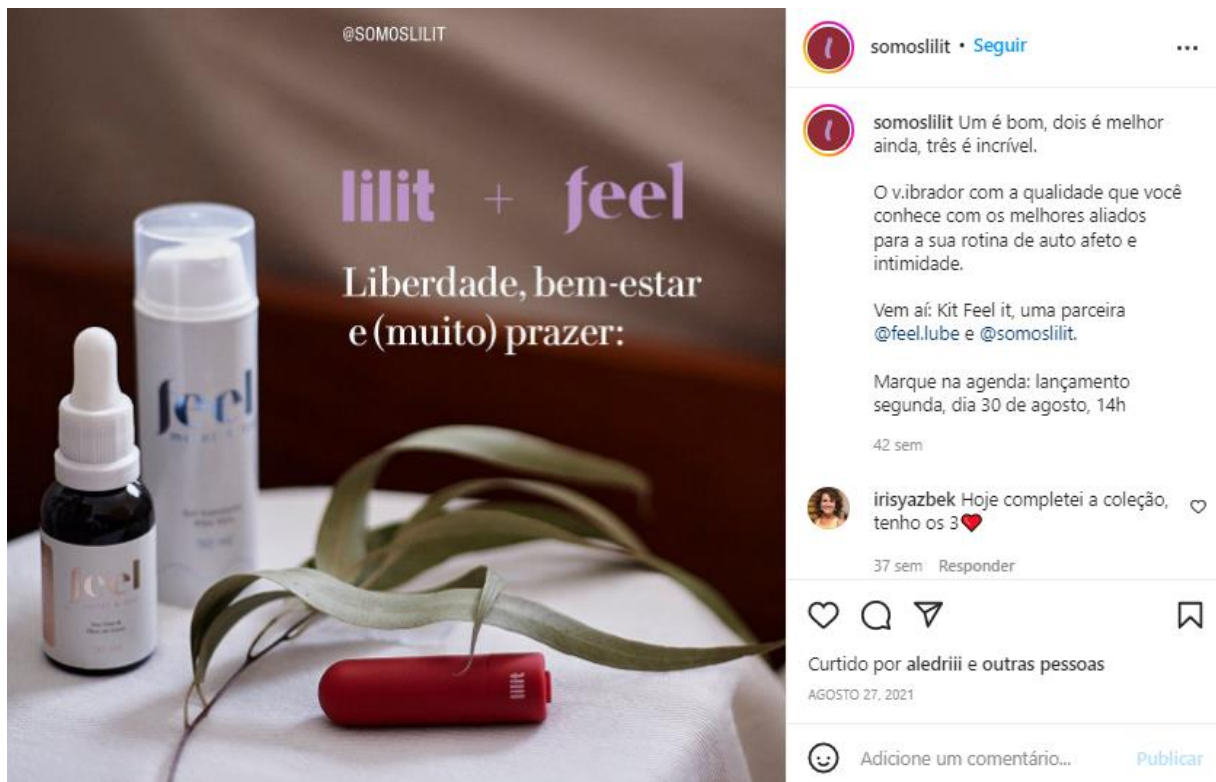 @SOMOSLILIT
lilit + feel
Liberdade, bem-estar
e (muito) prazer:
feel
feel
lilit
somoslilit • Seguir
somoslilit Um é bom, dois é melhor
ainda, três é incrível.
O v.ibrador com a qualidade que você
conhece com os melhores aliados
para a sua rotina de auto afeto e
intimidade.
Vem aí: Kit Feel it, uma parceira
@feel.lube e @somoslilit.
Marque na agenda: lançamento
segunda, dia 30 de agosto, 14h
42 sem
irisyazbek Hoje completei a coleção,
tenho os 3❤
37 sem Responder
Curtido por aledriii e outras pessoas
AGOSTO 27, 2021
Adicione um comentário... Publicar